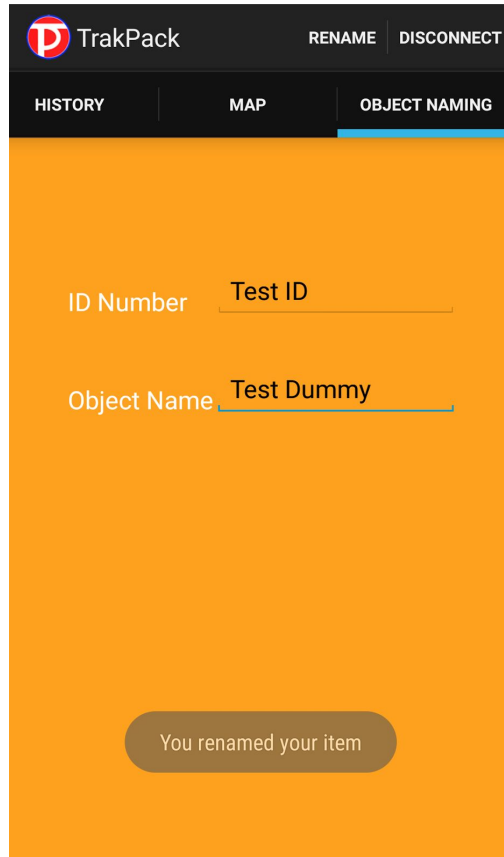 TrakPack RENAME DISCONNECT
HISTORY MAP OBJECT NAMING
ID Number Test ID
Object Name Test Dummy
You renamed your item